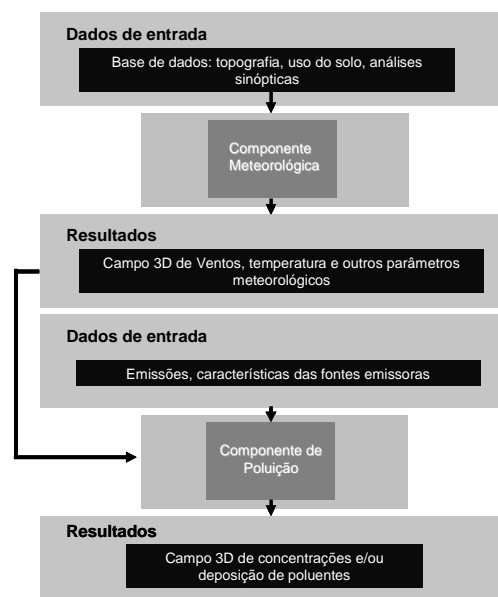 Dados de entrada
Base de dados: topografia, uso do solo, análises
sinópticas
Componente
Meteorológica
Resultados
Campo 3D de Ventos, temperatura e outros parâmetros
meteorológicos
Dados de entrada
Emissões, características das fontes emissoras
Componente de
Poluição
Resultados
Campo 3D de concentrações e/ou
deposição de poluentes